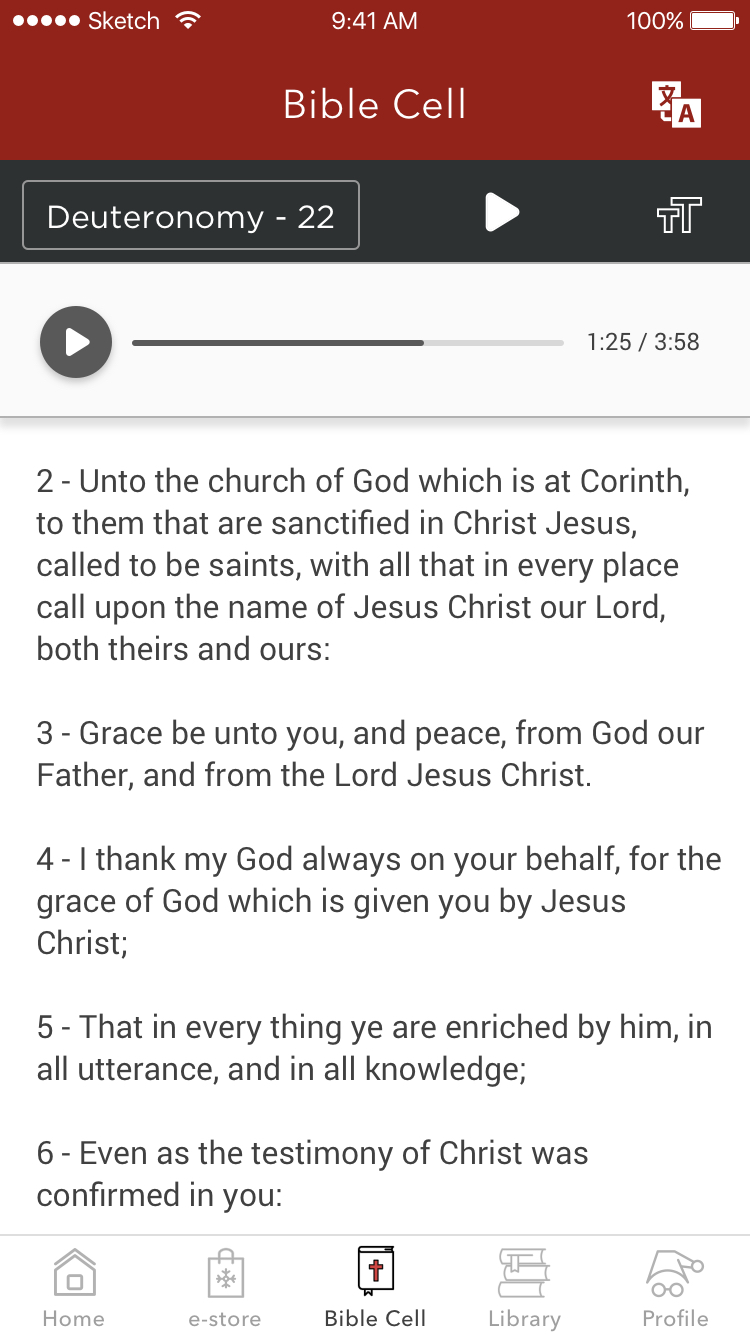 Sketch 9:41 AM 100%
Bible Cell
A
Deuteronomy - 22 TT
1:25 / 3:58
2 - Unto the church of God which is at Corinth,
to them that are sanctified in Christ Jesus,
called to be saints, with all that in every place
call upon the name of Jesus Christ our Lord,
both theirs and ours:
3 - Grace be unto you, and peace, from God our
Father, and from the Lord Jesus Christ.
4 - I thank my God always on your behalf, for the
grace of God which is given you by Jesus
Christ;
5 - That in every thing ye are enriched by him, in
all utterance, and in all knowledge;
6 - Even as the testimony of Christ was
confirmed in you:
Home e-store Bible Cell Library Profile